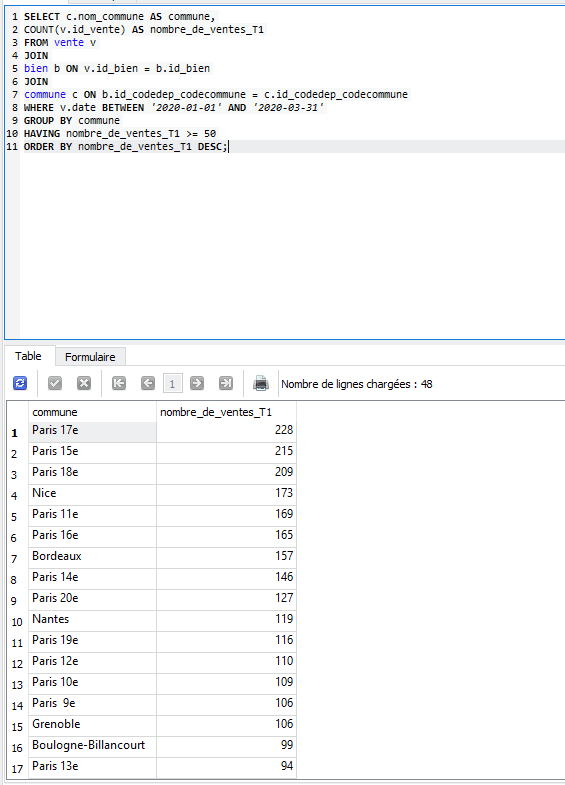 1 SELECT c.nom_commune AS commune,
2 COUNT(v.id_vente) AS nombre_de_ventes_T1
3 FROM vente v
4 JOIN
5 bien b ON v.id_bien = b.id_bien
6 JOIN
7 commune c ON b.id_codedep_codecommune = c.id_codedep_codecommune
8 WHERE v.date BETWEEN '2020-01-01' AND '2020-03-31'
9 GROUP BY commune
10 HAVING nombre_de_ventes_T1 >= 50
11 ORDER BY nombre_de_ventes_T1 DESC;
Table Formulaire
1 Nombre de lignes chargées : 48
commune nombre_de_ventes_T1
1 Paris 17e 228
2 Paris 15e 215
3 Paris 18e 209
4 Nice 173
5 Paris 11e 169
6 Paris 16e 165
7 Bordeaux 157
8 Paris 14e 146
9 Paris 20e 127
10 Nantes 119
11 Paris 19e 116
12 Paris 12e 110
13 Paris 10e 109
14 Paris  9e 106
15 Grenoble 106
16 Boulogne-Billancourt 99
17 Paris 13e 94